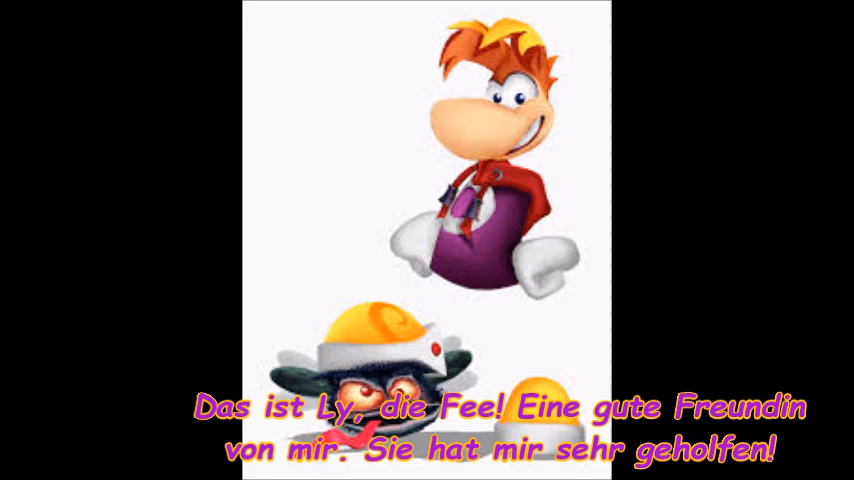 Das ist Ly, die Fee! Eine gute Freundin
von mir. Sie hat mir sehr geholfen!